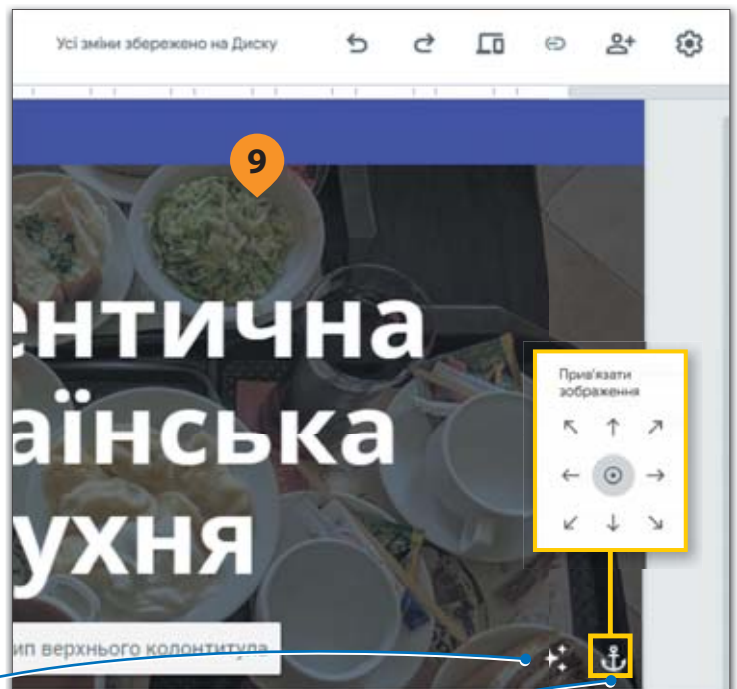 Усі зміни збережено на Диску
9
ентична
аїнська
ухня
Прив'язати
зображення
ип верхнього колонтитула